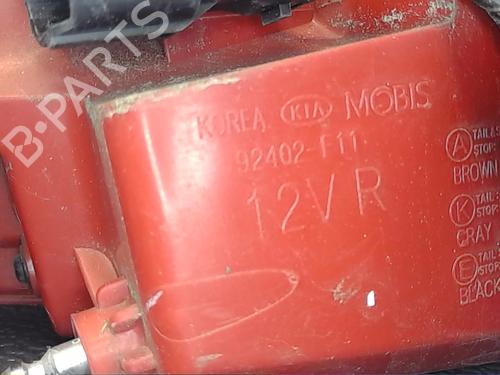 B-PARTS
KOREA KIA MOBIS
92402-F11
12V R
A TAIL &
STOP:
BROWN
K TAIL
STOP:
GRAY
E TAIL
STOP:
BLACK